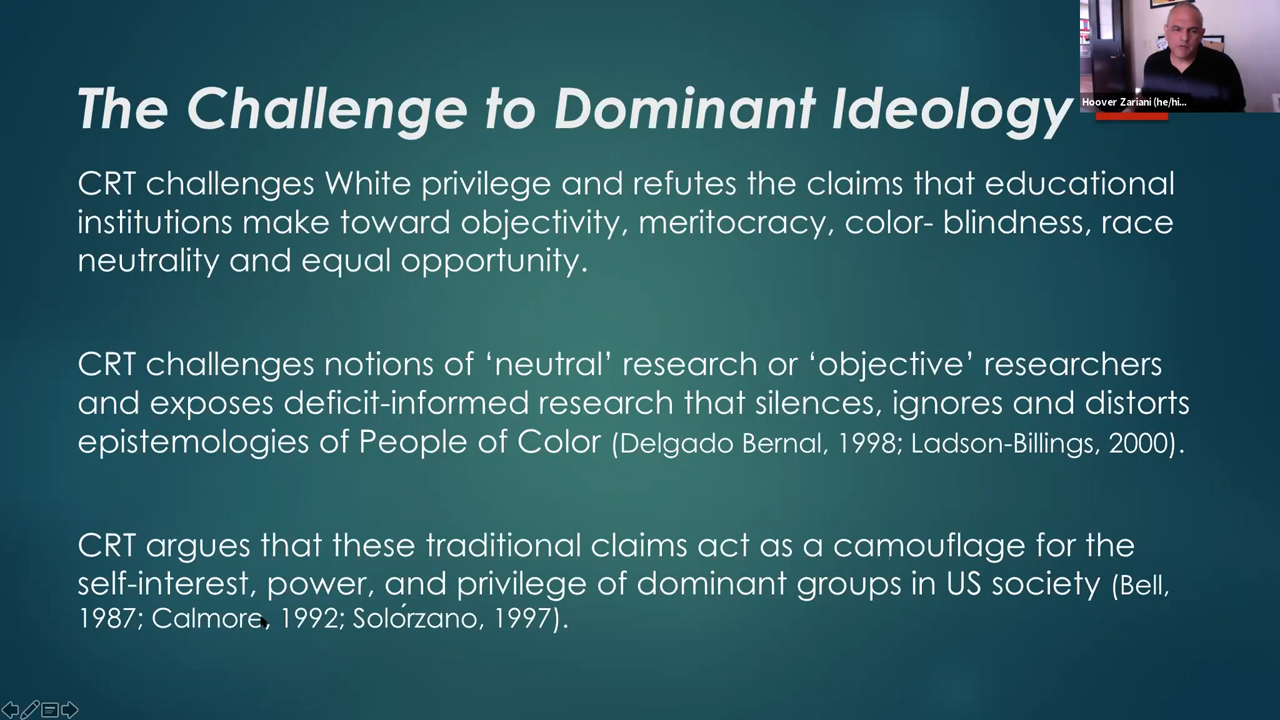 The Challenge to Dominant Ideology
Hoover Zariani (he/hi...
CRT challenges White privilege and refutes the claims that educational
institutions make toward objectivity, meritocracy, color- blindness, race
neutrality and equal opportunity.
CRT challenges notions of ‘neutral’ research or ‘objective’ researchers
and exposes deficit-informed research that silences, ignores and distorts
epistemologies of People of Color (Delgado Bernal, 1998; Ladson-Billings, 2000).
CRT argues that these traditional claims act as a camouflage for the
self-interest, power, and privilege of dominant groups in US society (Bell,
1987; Calmore, 1992; Solórzano, 1997).